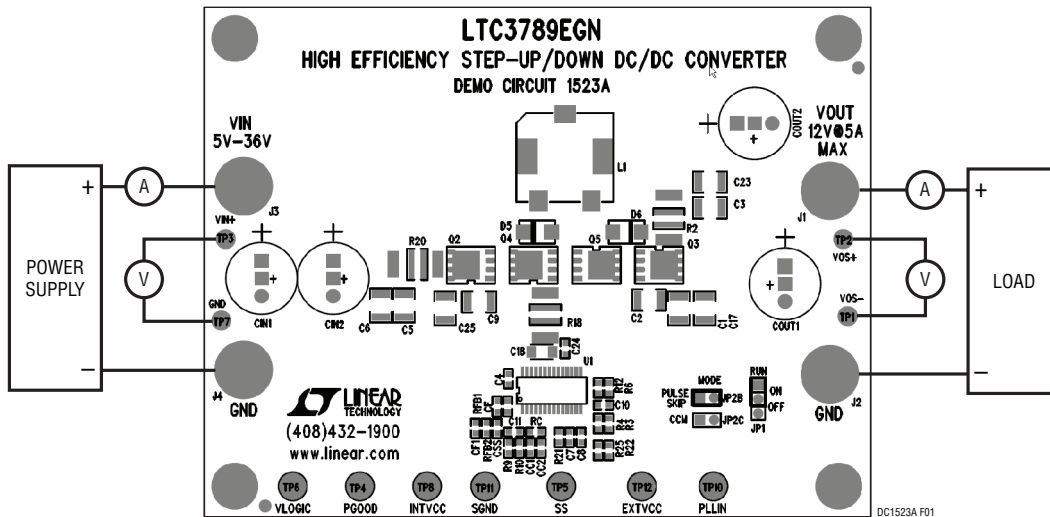 LTC3789EGN
HIGH EFFICIENCY STEP-UP/DOWN DC/DC CONVERTER
DEMO CIRCUIT 1523A
VIN
5V-36V
VOUT
12V@5A
MAX
COUT2
+
+
L1
C23
C3
+
A
J3
J1
A
+
VIN+
TP3
+
D5
Q4
D6
R2
TP2
VOS+
R20
Q2
Q5
Q3
+
POWER
SUPPLY
V
+
+
+
V
LOAD
GND
TP7
CIN1
CIN2
C6
C5
C25
C9
R18
C2
C1
C17
COUT1
VOS-
TP1
C18
C24
U1
−
J4
GND
C4
J2
GND
−
LINEAR
TECHNOLOGY
(408)432-1900
www.linear.com
RFB1
CF
CF1
RFB2
CSS
C11
RC
R9
R10
CC1
CC2
R21
C7
C8
R12
R6
C10
R4
R3
R25
R22
MODE
PULSE
SKIP
JP2B
CCM
JP2C
RUN
ON
OFF
JP1
TP6
TP4
TP8
TP11
TP5
TP12
TP10
VLOGIC
PGOOD
INTVCC
SGND
SS
EXTVCC
PLLIN
DC1523A F01